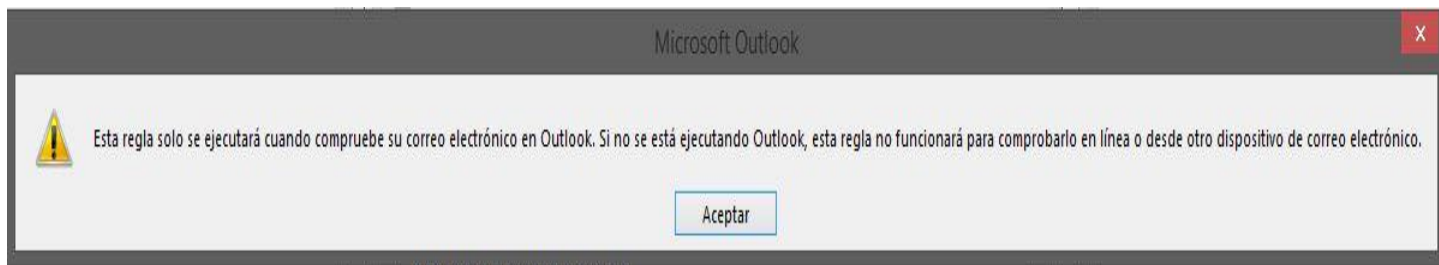 Microsoft Outlook
X
Esta regla solo se ejecutará cuando compruebe su correo electrónico en Outlook. Si no se está ejecutando Outlook, esta regla no funcionará para comprobarlo en línea o desde otro dispositivo de correo electrónico.
Aceptar